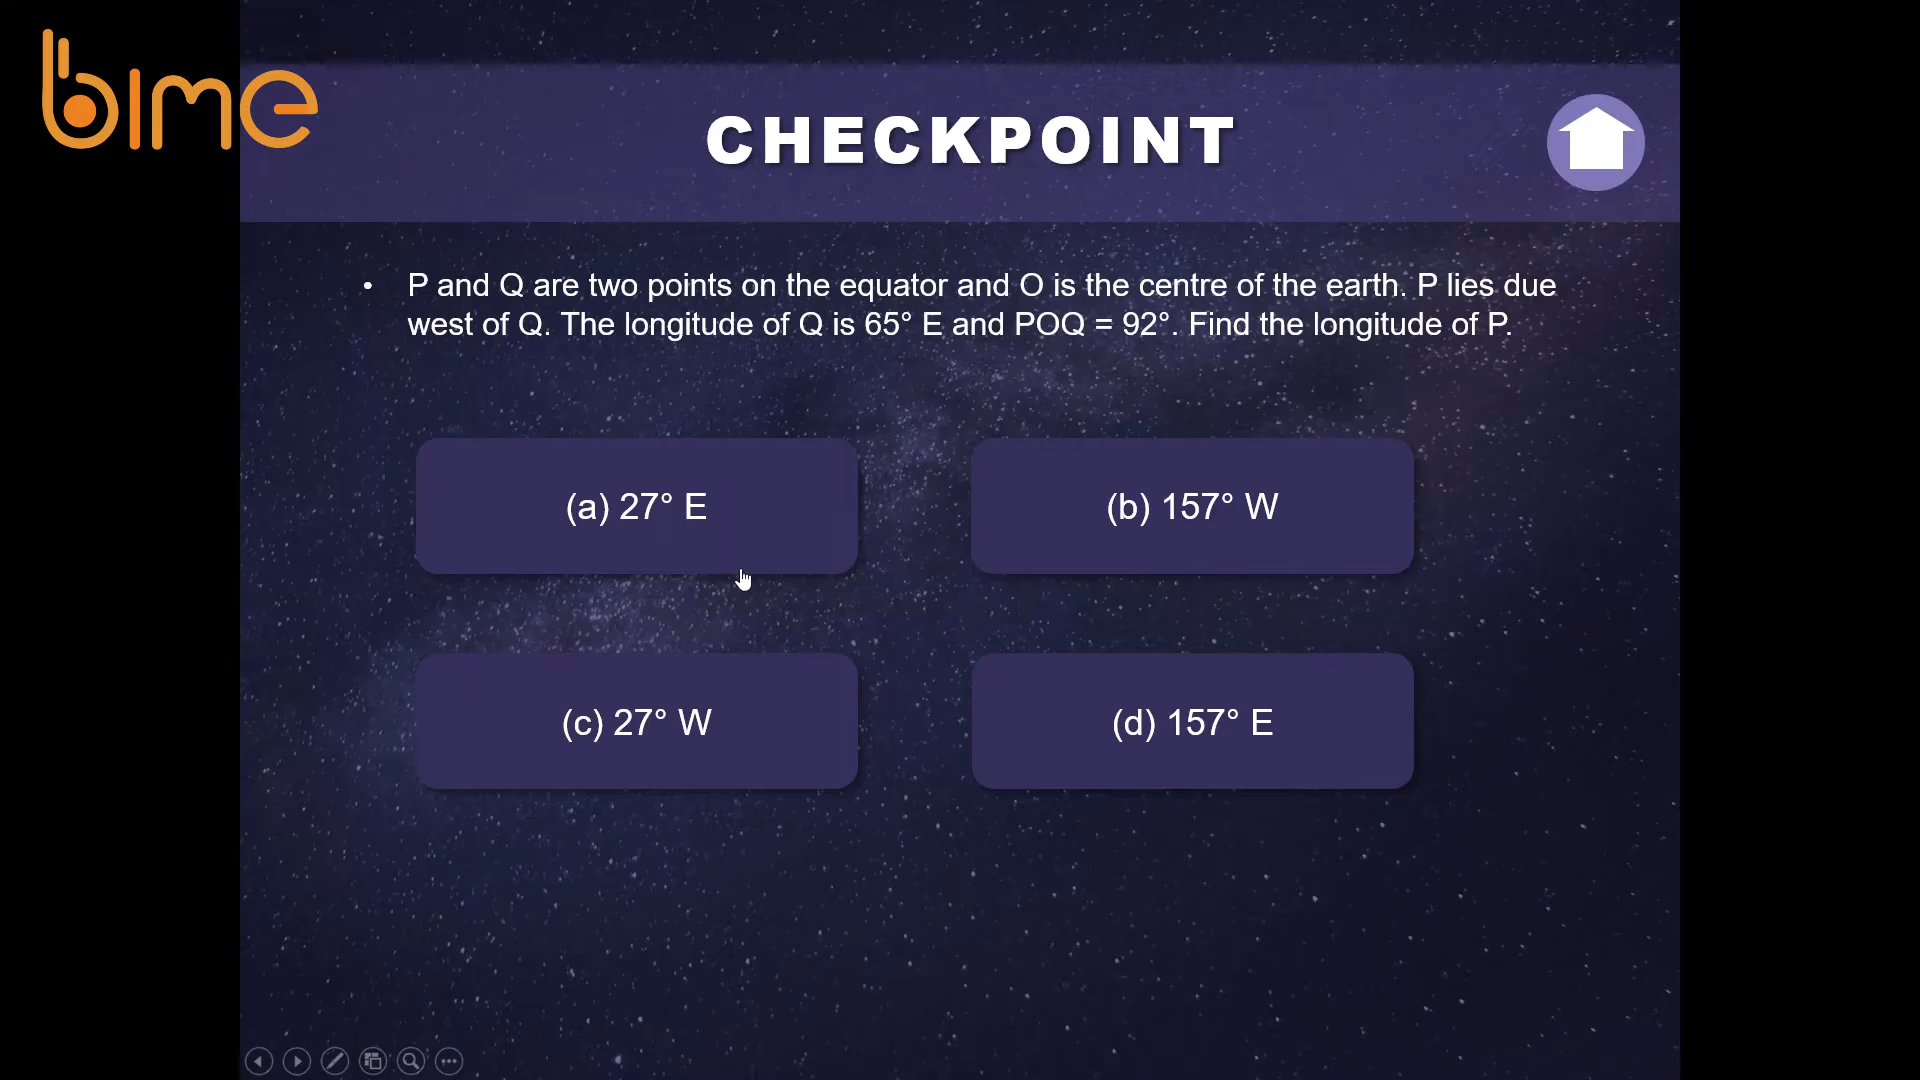 bime
CHECKPOINT
• P and Q are two points on the equator and O is the centre of the earth. P lies due
west of Q. The longitude of Q is 65° E and POQ = 92°. Find the longitude of P.
(a) 27° E
(b) 157° W
(c) 27° W
(d) 157° E